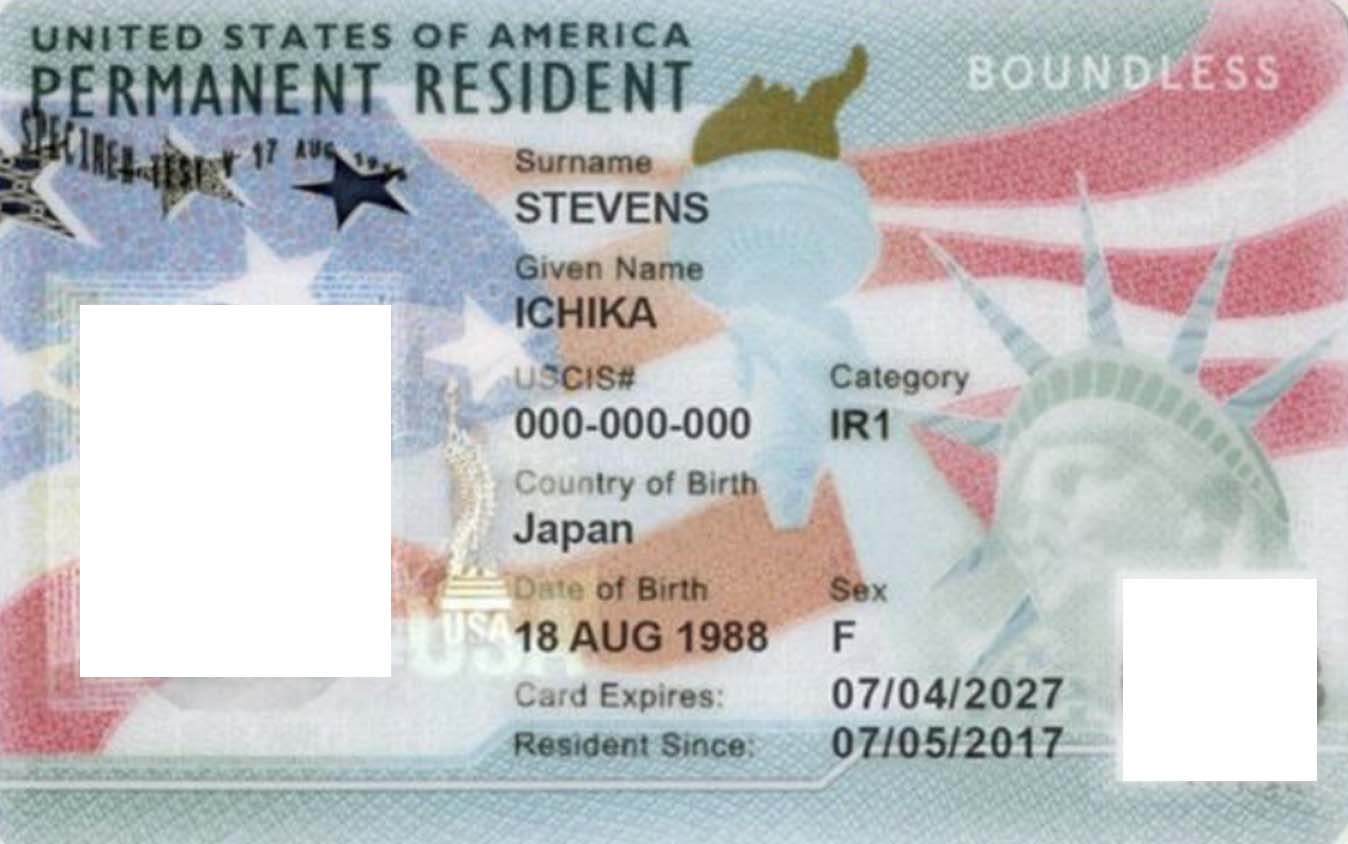 UNITED STATES OF AMERICA
PERMANENT RESIDENT
BOUNDLESS
SPECIMEN TEST V 17 AUG
Surname
STEVENS
Given Name
ICHIKA
USCIS#
Category
000-000-000
IR1
Country of Birth
Japan
Date of Birth
Sex
18 AUG 1988
F
USA
USA
Card Expires:
07/04/2027
Resident Since:
07/05/2017